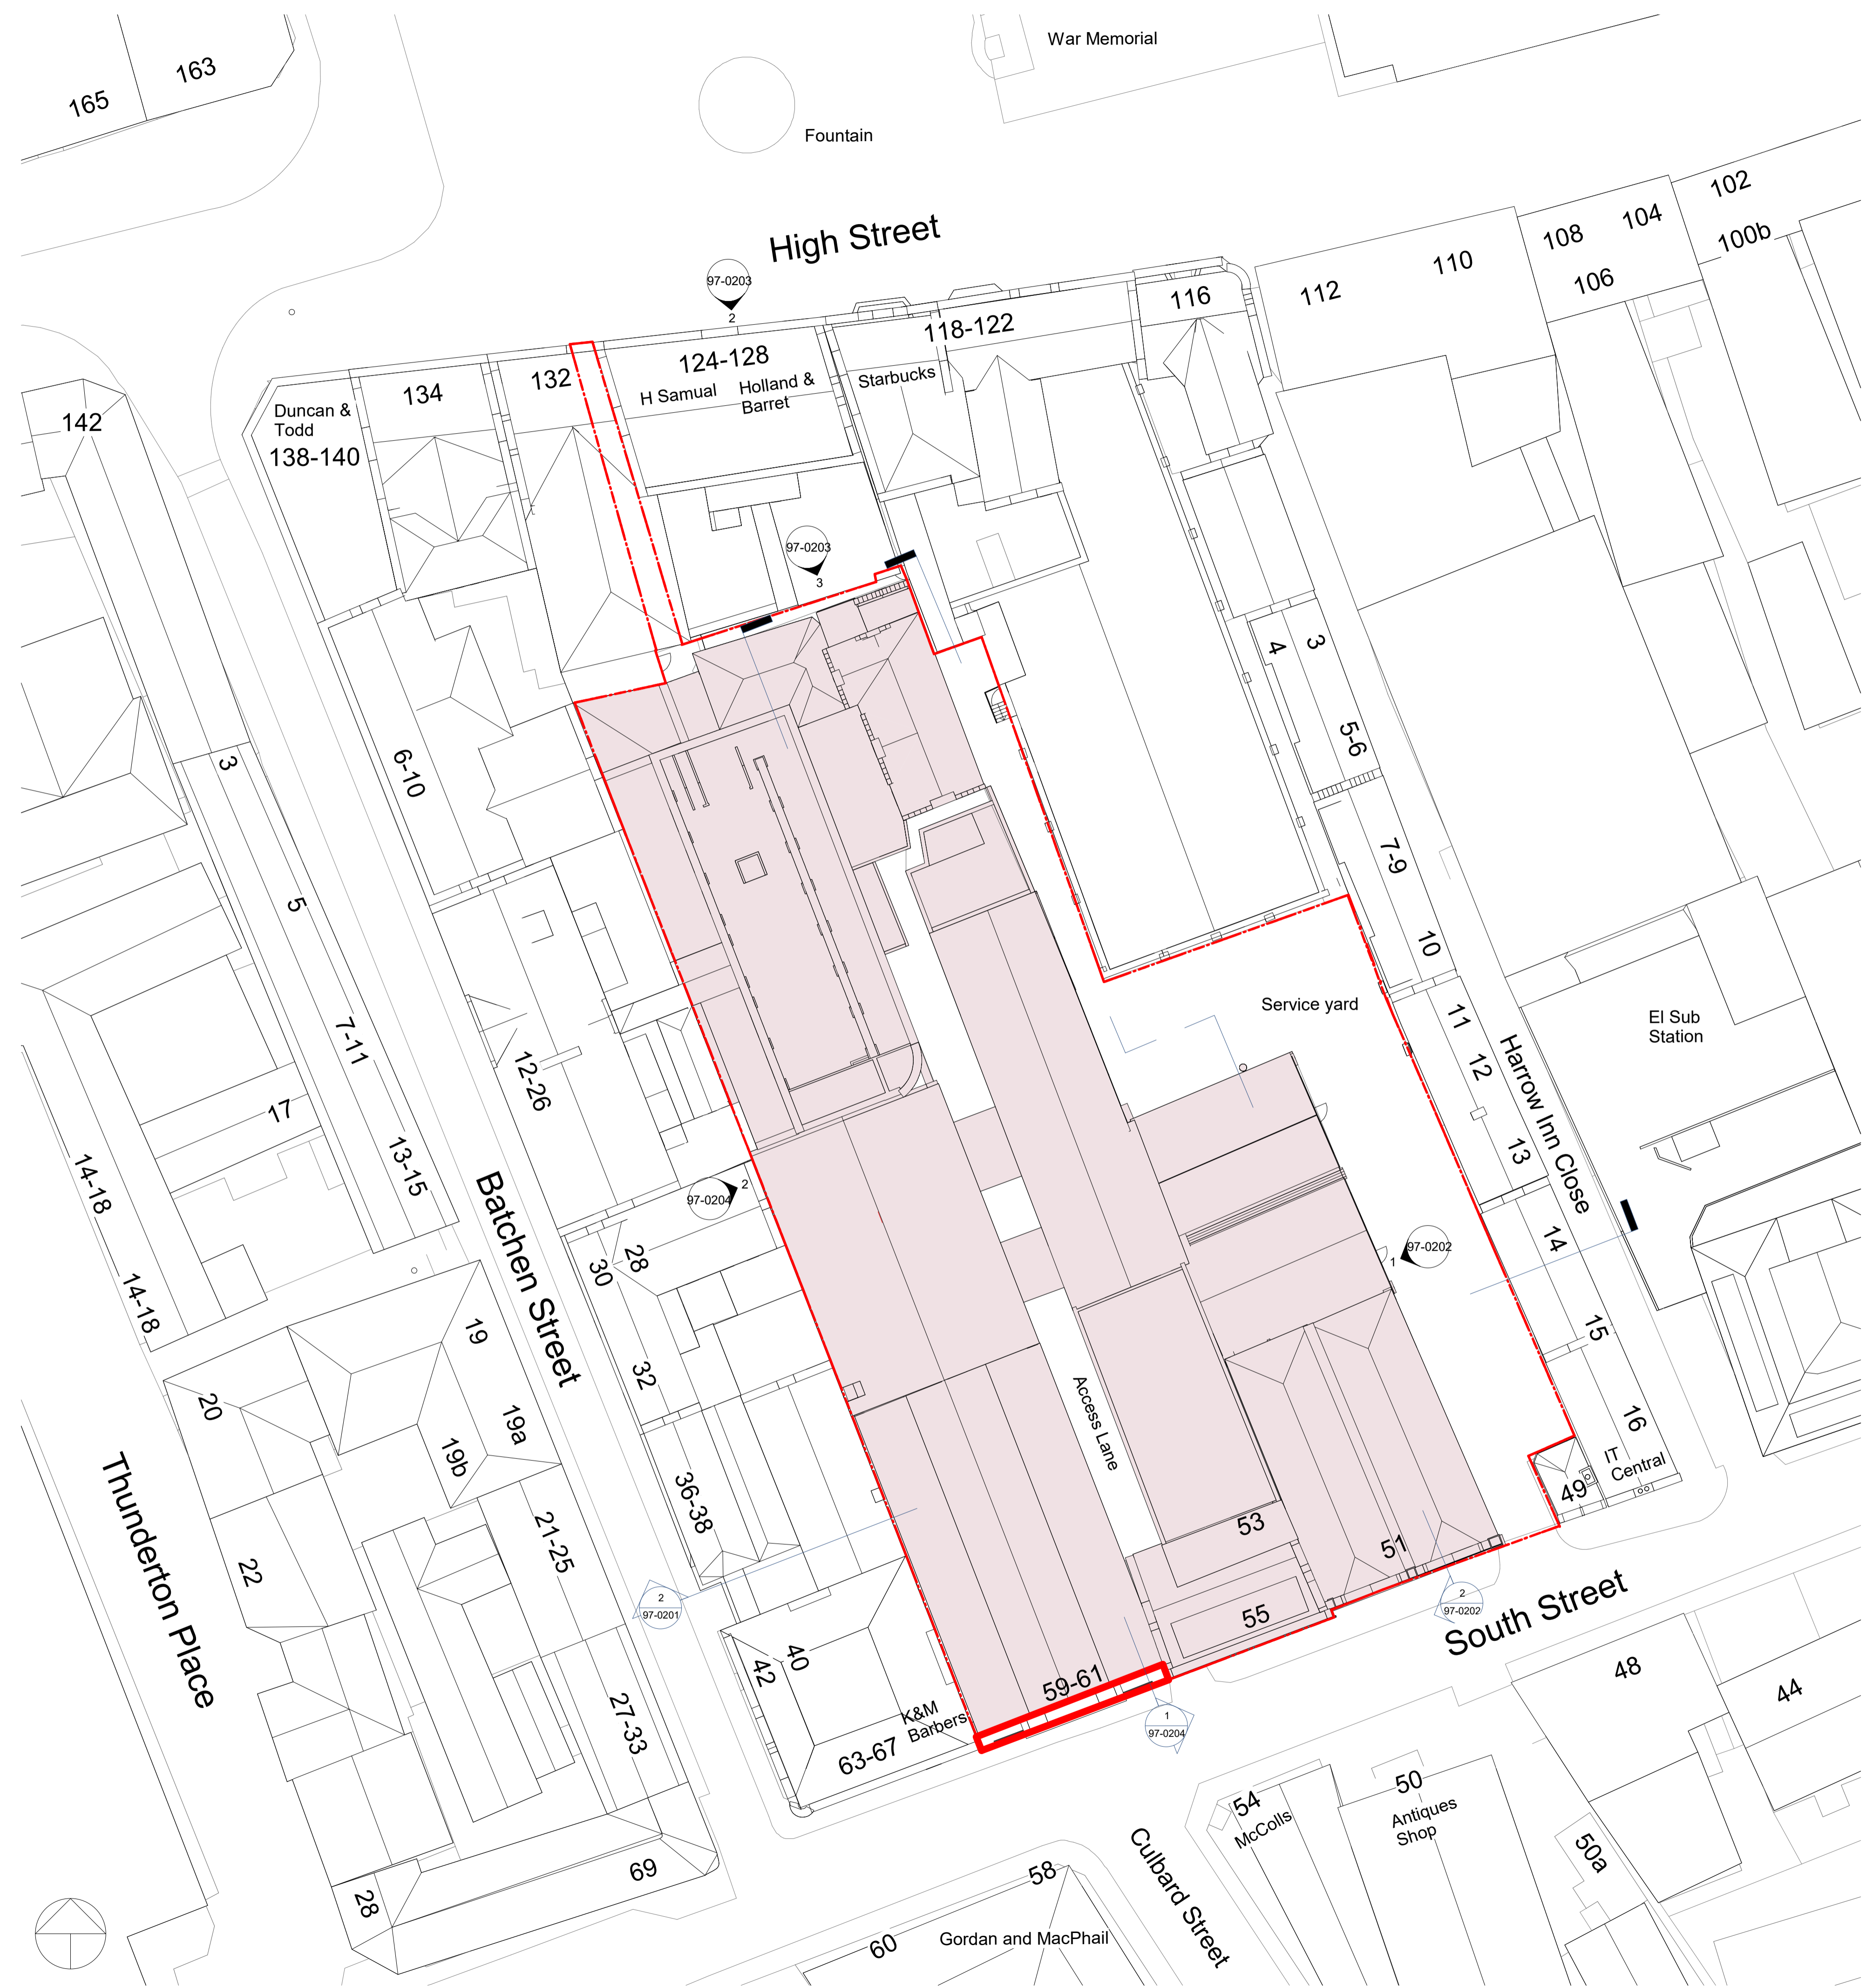 War Memorial
163
165
Fountain
102
104
100b
108
High Street
110
106
97-0203
2
116
112
118-122
124-128
132
134
H Samual
Holland &
Barret
Starbucks
Duncan &
Todd
138-140
142
97-0203
3
4
3
5-6
6-10
3
7-9
5
10
Service yard
11
El Sub
Station
7-11
12
12-26
Harrow Inn Close
17
13
13-15
14-18
97-0204
2
14
Batchen Street
28
30
97-0202
1
14-18
15
19
32
20
Access Lane
19a
16
19b
IT
Central
49
36-38
53
21-25
51
22
Thunderton Place
2
97-0201
2
97-0202
55
South Street
40
42
59-61
48
44
K&M
Barbers
27-33
1
97-0204
63-67
50
54
McColls
Antiques
Shop
50a
69
58
Culbard Street
28
60
Gordan and MacPhail